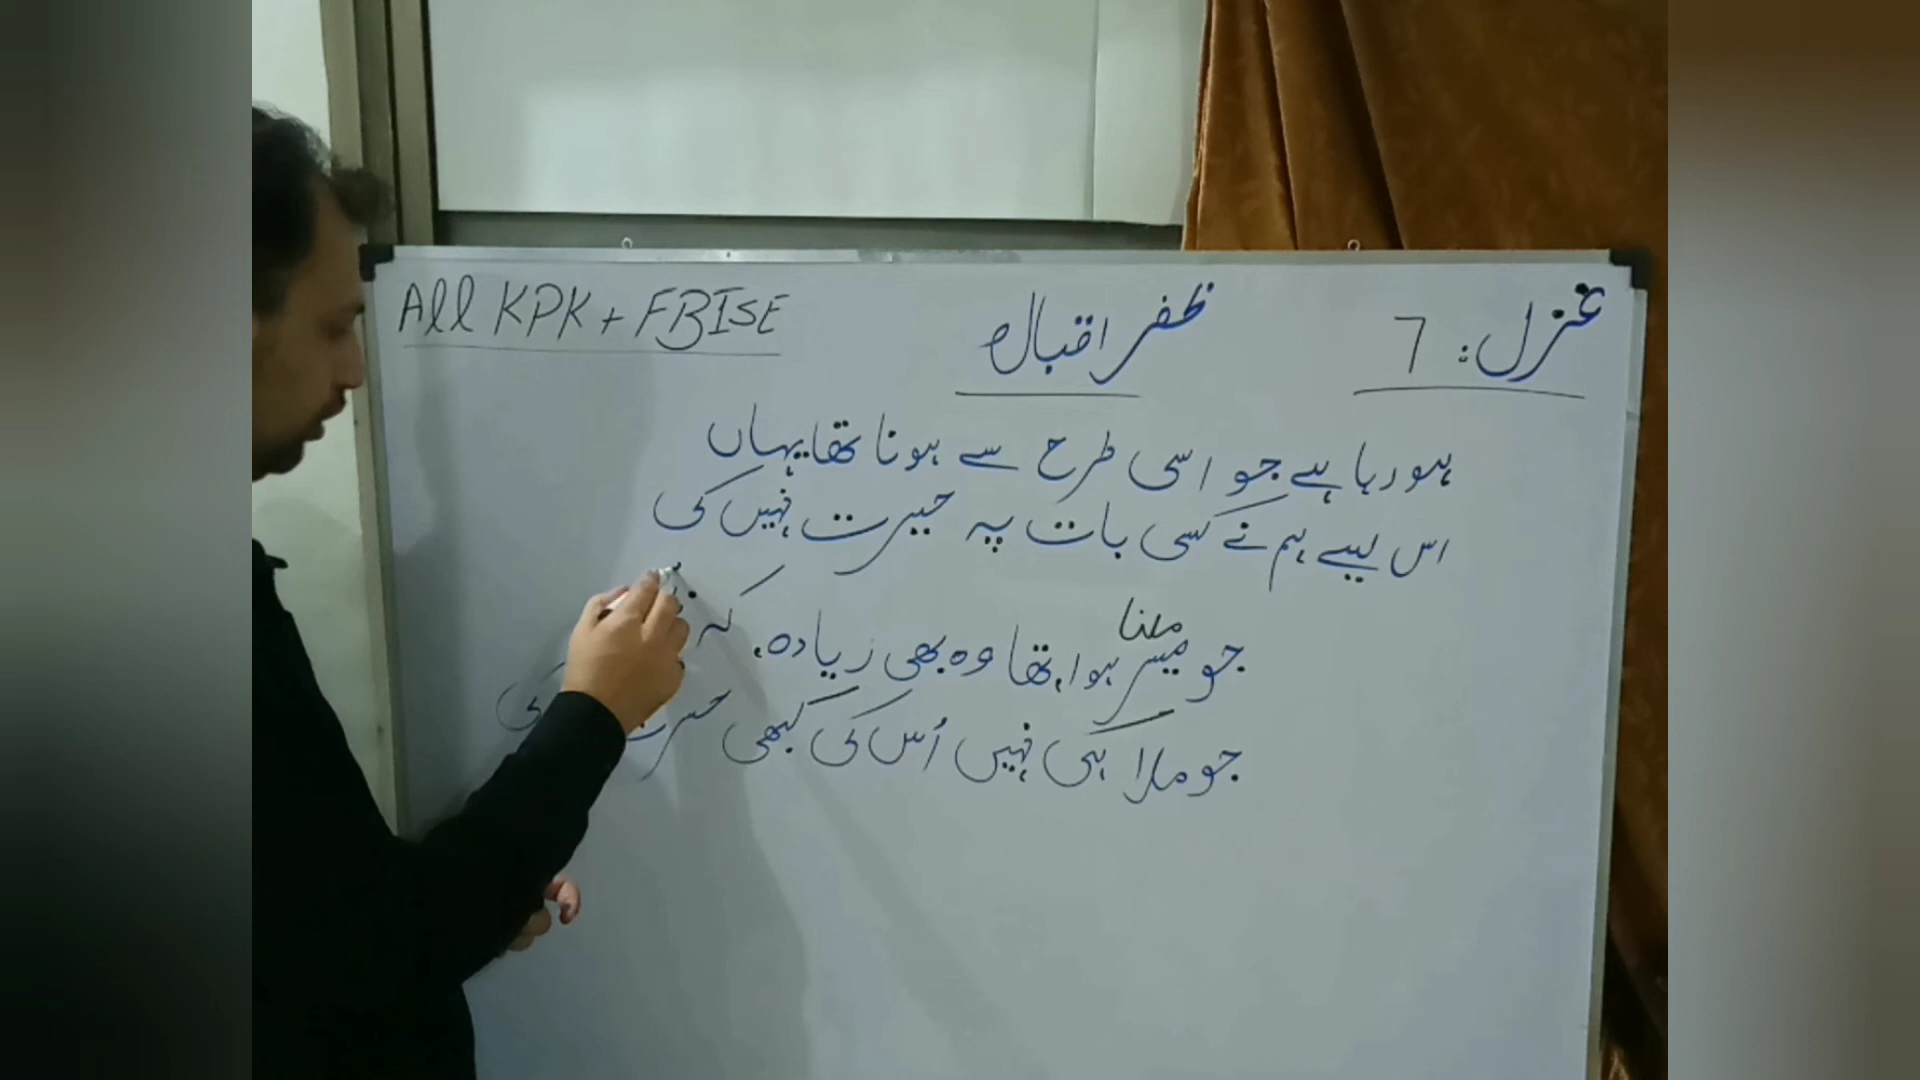 غزل: 7
ظفر اقبال
All KPK + FBISE
ہو رہا ہے جو اسی طرح سے ہونا تھا یہاں
اس لیے ہم نے کسی بات پہ حیرت نہیں کی
ملنا
جو میسر ہوا، تھا وہ بھی زیادہ، کہ
جو ملا ہی نہیں اُس کی کبھی حسرت کی